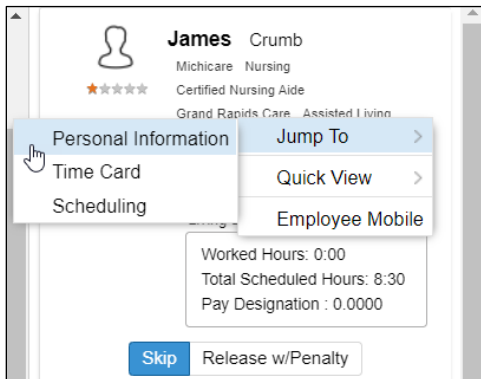 James Crumb
Michicare Nursing
Certified Nursing Aide
Grand Rapids Care Assisted Living
Personal Information
Time Card
Scheduling
Jump To
Quick View
Employee Mobile
Worked Hours: 0:00
Total Scheduled Hours: 8:30
Pay Designation : 0.0000
Skip Release w/Penalty